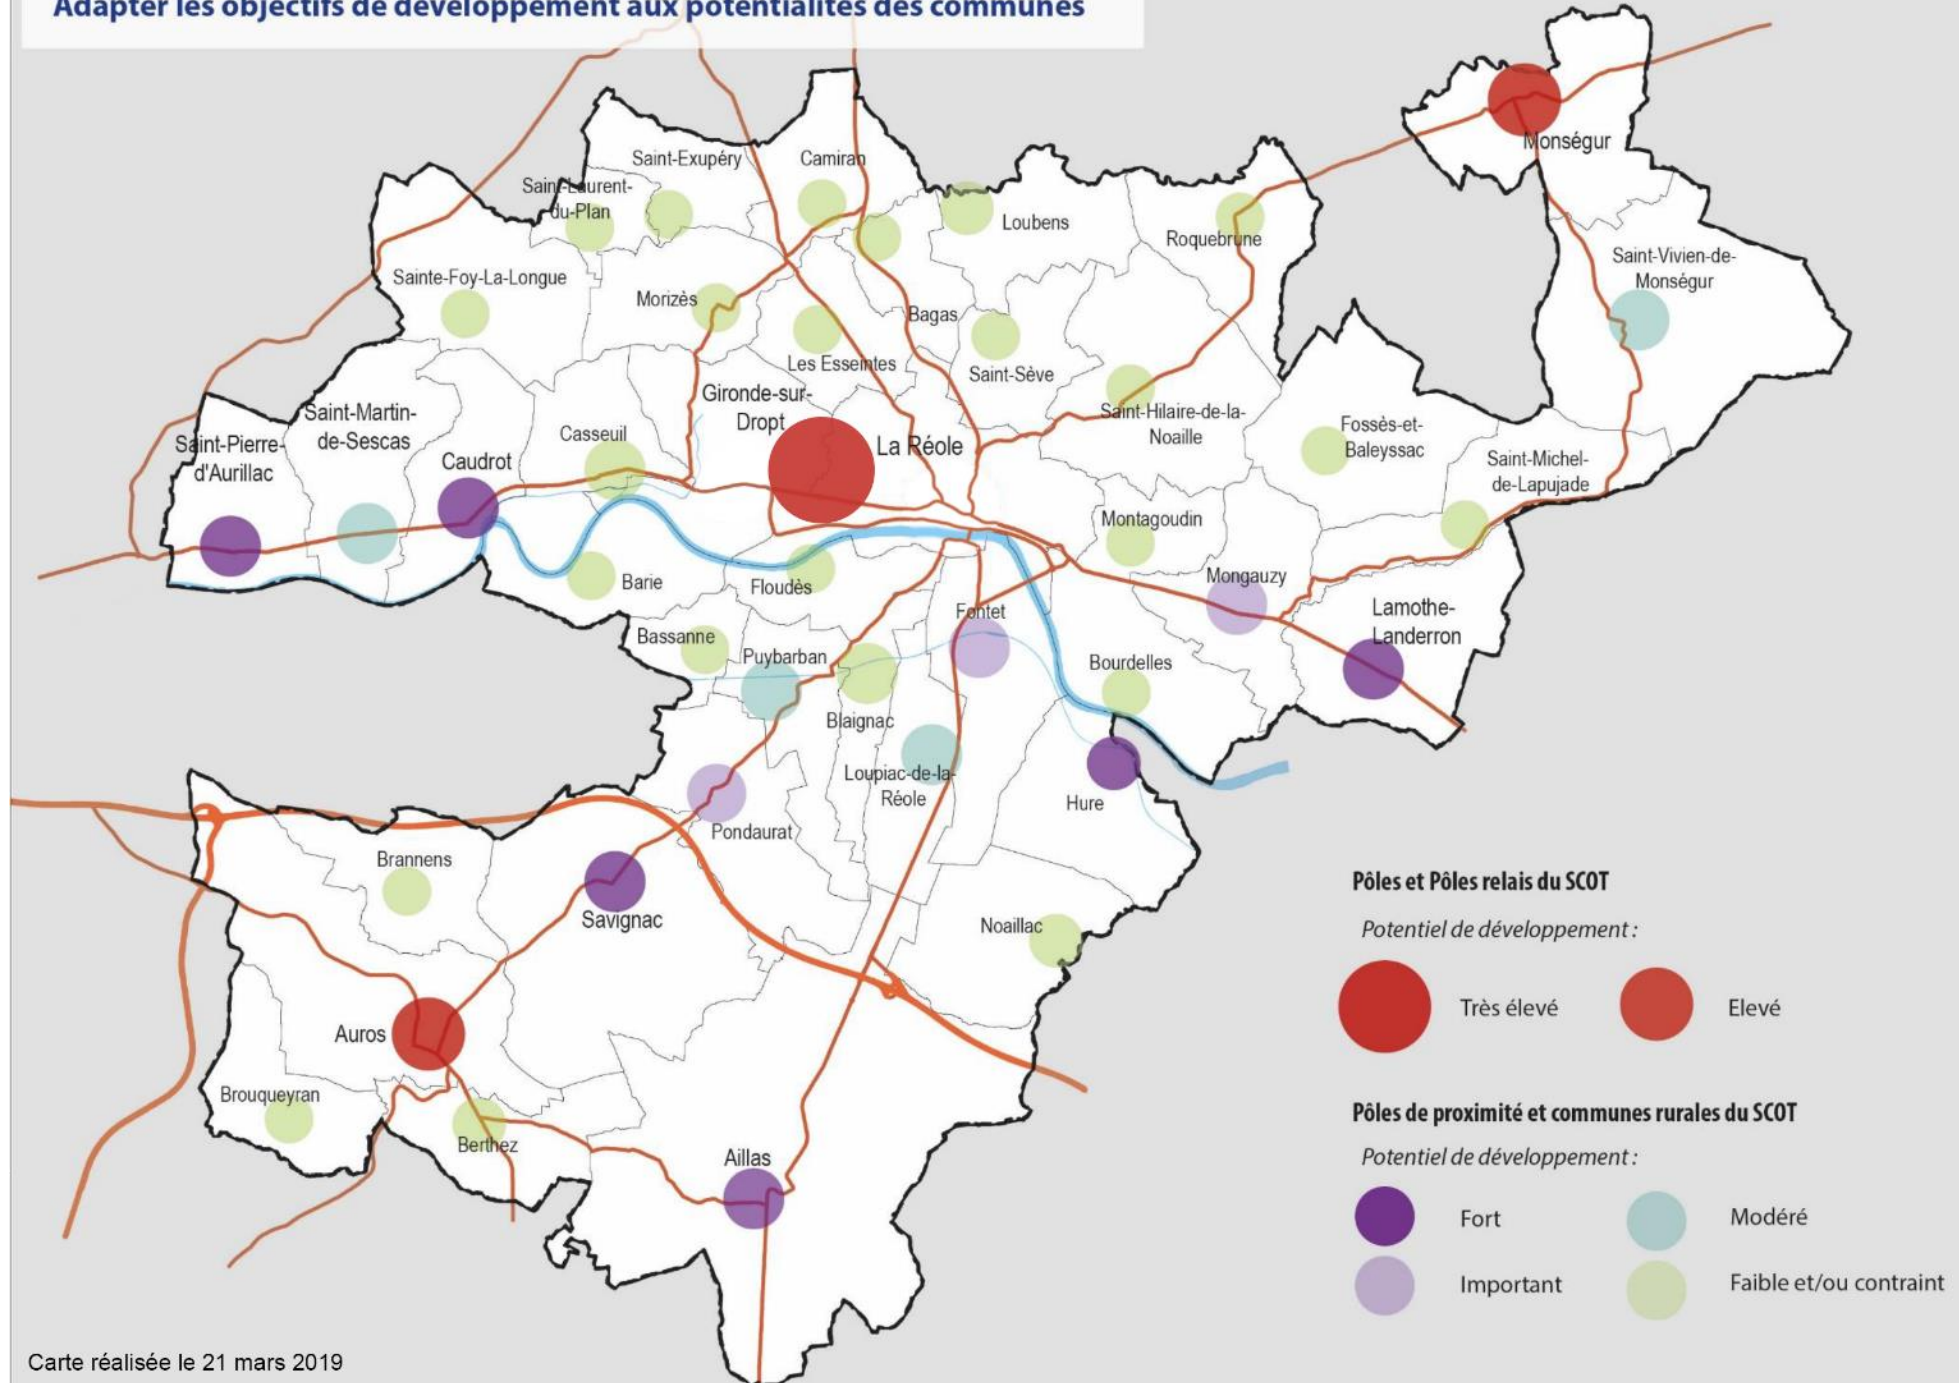 Adapter les objectifs de développement aux potentialités des communes
Monségur
Saint-Exupéry
Camiran
Saint-Laurent-
du-Plan
Loubens
Roquebrune
Saint-Vivien-de-
Monségur
Sainte-Foy-La-Longue
Morizès
Bagas
Les Esseintes
Saint-Sève
Gironde-sur-
Dropt
La Réole
Saint-Martin-
de-Sescas
Saint-Pierre-
d'Aurillac
Caudrot
Casseuil
Saint-Hilaire-de-la-
Noaille
Fossès-et-
Baleyssac
Saint-Michel-
de-Lapujade
Montagoudin
Mongauzy
Lamothe-
Landerron
Barie
Floudès
Fontet
Bassanne
Puybarban
Bourdelles
Blaignac
Loupiac-de-la-
Réole
Hure
Pondaurat
Brannens
Savignac
Noaillac
Auros
Brouqueyran
Berthez
Aillas
Pôles et Pôles relais du SCOT
Potentiel de développement :
Très élevé
Elevé
Pôles de proximité et communes rurales du SCOT
Potentiel de développement :
Fort
Modéré
Important
Faible et/ou contraint
Carte réalisée le 21 mars 2019